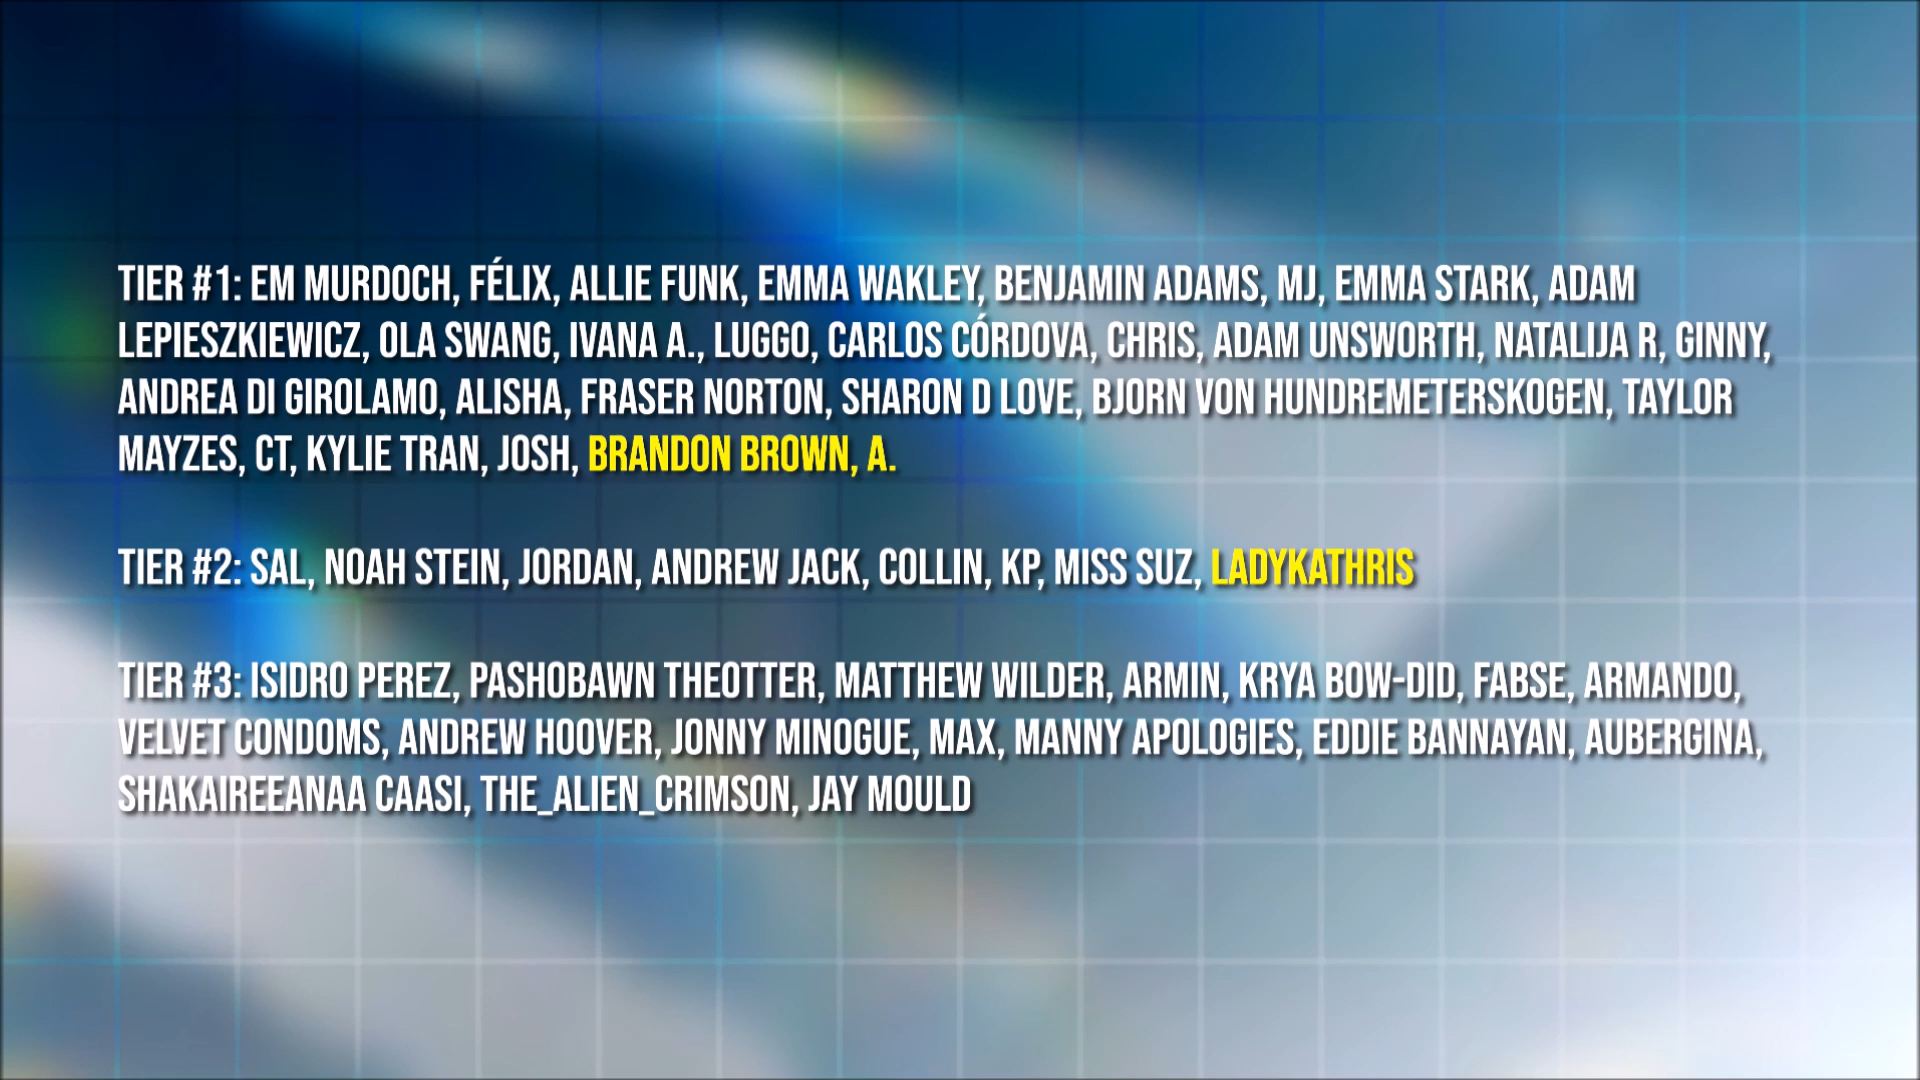 TIER #1: EM MURDOCH, FÉLIX, ALLIE FUNK, EMMA WAKLEY, BENJAMIN ADAMS, MJ, EMMA STARK, ADAM
LEPIESZKIEWICZ, OLA SWANG, IVANA A., LUGGO, CARLOS CÓRDOVA, CHRIS, ADAM UNSWORTH, NATALIJA R, GINNY,
ANDREA DI GIROLAMO, ALISHA, FRASER NORTON, SHARON D LOVE, BJORN VON HUNDREMETERSKOGEN, TAYLOR
MAYZES, CT, KYLIE TRAN, JOSH, BRANDON BROWN, A.
TIER #2: SAL, NOAH STEIN, JORDAN, ANDREW JACK, COLLIN, KP, MISS SUZ, LADYKATHRIS
TIER #3: ISIDRO PEREZ, PASHOBAWN THEOTTER, MATTHEW WILDER, ARMIN, KRYA BOW-DID, FABSE, ARMANDO,
VELVET CONDOMS, ANDREW HOOVER, JONNY MINOGUE, MAX, MANNY APOLOGIES, EDDIE BANNAYAN, AUBERGINA,
SHAKAIREEANAA CAASI, THE_ALIEN_CRIMSON, JAY MOULD